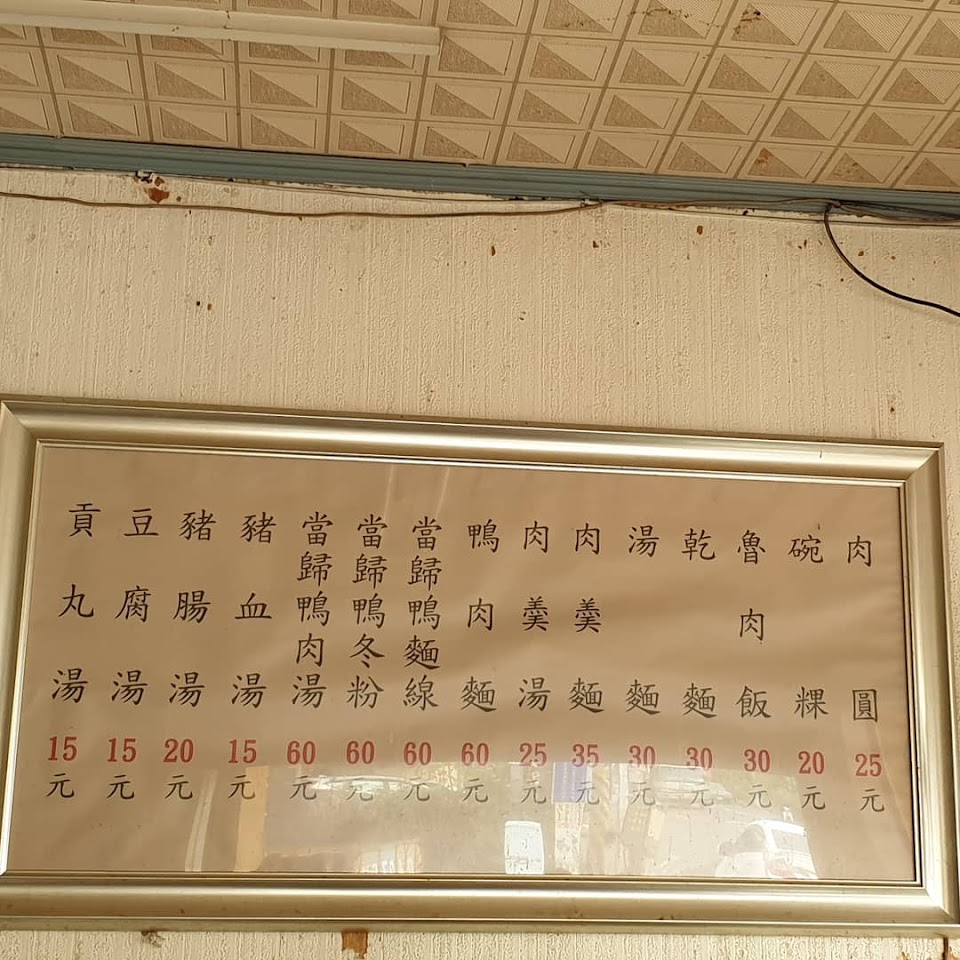 肉圓 25元
碗粿 20元
魯肉飯 30元
乾麵 30元
湯麵 30元
肉羹麵 35元
肉羹湯 25元
鴨肉麵 60元
當歸鴨麵線 60元
當歸鴨冬粉 60元
當歸鴨肉湯 60元
豬血湯 15元
豬腸湯 20元
豆腐湯 15元
貢丸湯 15元